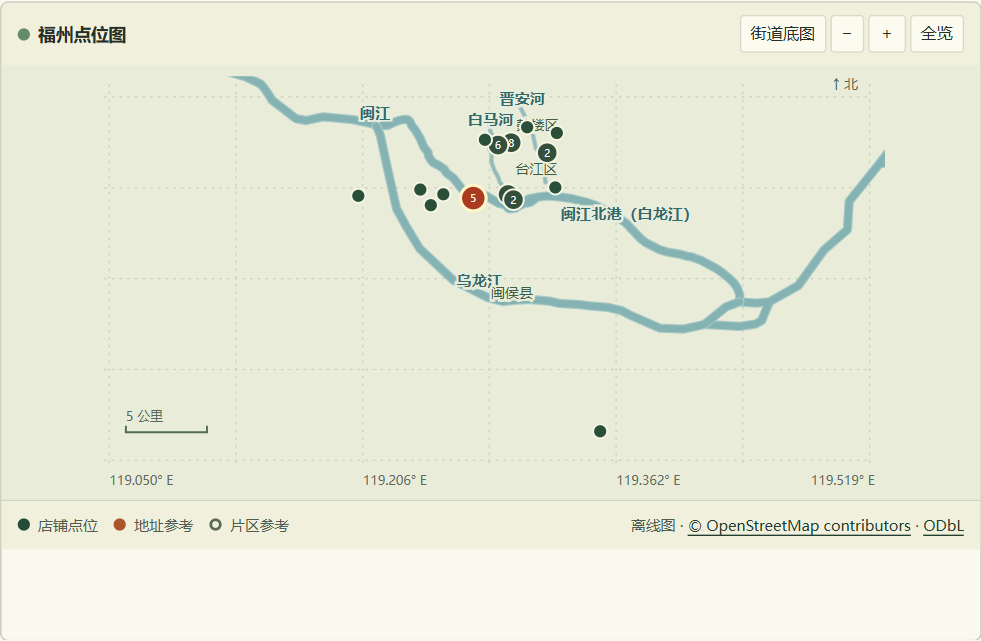 福州点位图
街道底图 − + 全览
↑ 北
闽江
晋安河
白马河
楼区
6
8
2
台江区
5
2
闽江北港（白龙江）
乌龙江
闽侯县
5 公里
119.050° E 119.206° E 119.362° E 119.519° E
店铺点位 地址参考 片区参考
离线图 · © OpenStreetMap contributors · ODbL